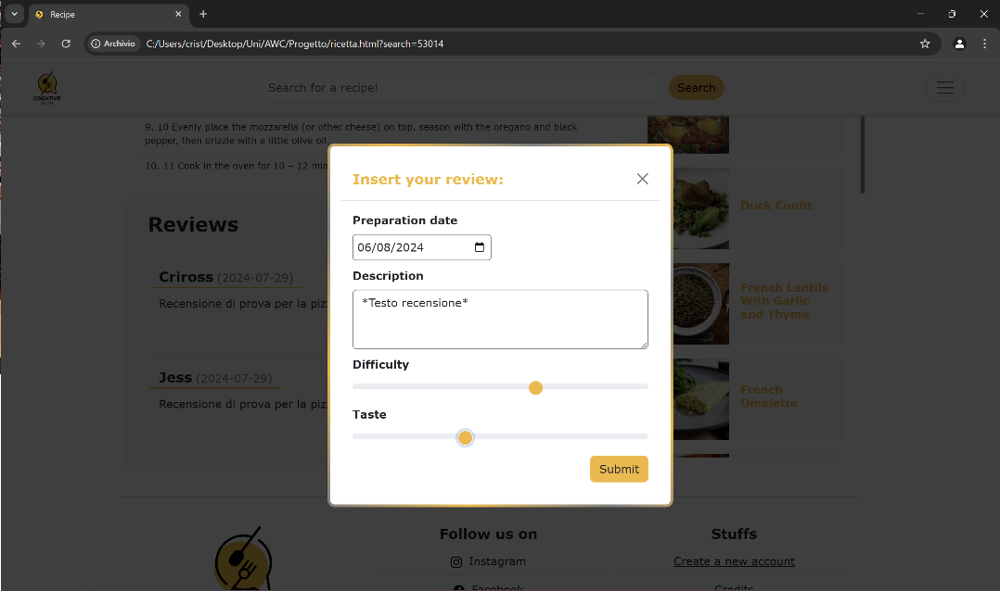 Recipe
Archivio
C:/Users/crist/Desktop/Uni/AWC/Progetto/ricetta.html?search=53014
CREATIVE
Search for a recipe!
Search
9. 10 Evenly place the mozzarella (or other cheese) on top, season with the oregano and black
pepper, then drizzle with a little olive oil.
10. 11 Cook in the oven for 10 – 12 min
Reviews
Criross (2024-07-29)
Recensione di prova per la piz
Jess (2024-07-29)
Recensione di prova per la piz
Insert your review:
Preparation date
06/08/2024
Description
*Testo recensione*
Difficulty
Taste
Submit
Duck Confit
French Lentils
With Garlic
and Thyme
French
Omelette
Follow us on
Instagram
Facebook
Stuffs
Create a new account
Credits